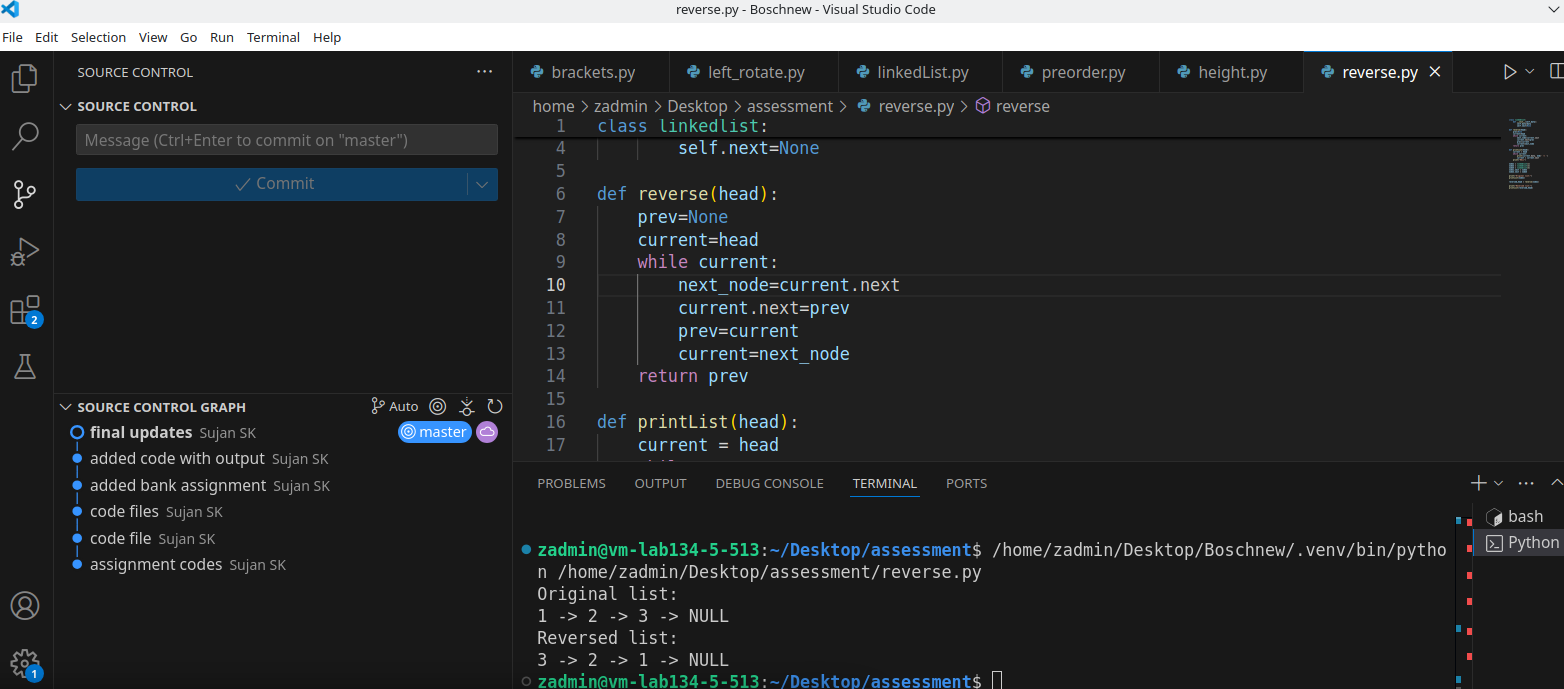 reverse.py - Boschnew - Visual Studio Code
File Edit Selection View Go Run Terminal Help
SOURCE CONTROL
SOURCE CONTROL
Message (Ctrl+Enter to commit on "master")
Commit
SOURCE CONTROL GRAPH Auto
final updates Sujan SK master
added code with output Sujan SK
added bank assignment Sujan SK
code files Sujan SK
code file Sujan SK
assignment codes Sujan SK
2
1
brackets.py left_rotate.py linkedList.py preorder.py height.py reverse.py
home > zadmin > Desktop > assessment > reverse.py > reverse
1 class linkedlist:
4 self.next=None
5
6 def reverse(head):
7 prev=None
8 current=head
9 while current:
10 next_node=current.next
11 current.next=prev
12 prev=current
13 current=next_node
14 return prev
15
16 def printList(head):
17 current = head
PROBLEMS OUTPUT DEBUG CONSOLE TERMINAL PORTS
bash
Python
zadmin@vm-lab134-5-513:~/Desktop/assessment$ /home/zadmin/Desktop/Boschnew/.venv/bin/pytho
n /home/zadmin/Desktop/assessment/reverse.py
Original list:
1 -> 2 -> 3 -> NULL
Reversed list:
3 -> 2 -> 1 -> NULL
zadmin@vm-lab134-5-513:~/Desktop/assessment$